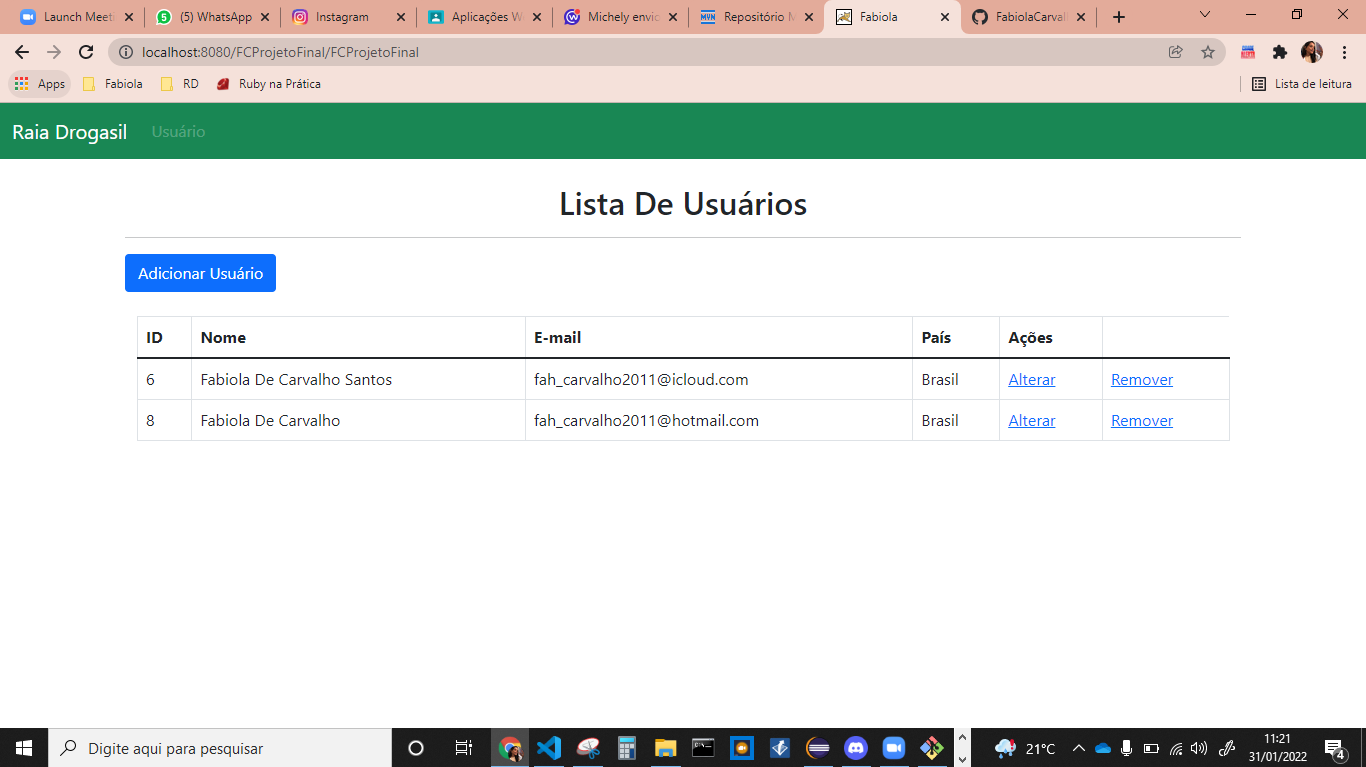 Launch Meeti
(5) WhatsApp
Instagram
Aplicações W
Michely envio
Repositório M
Fabiola
FabiolaCarval
localhost:8080/FCProjetoFinal/FCProjetoFinal
Apps
Fabiola
RD
Ruby na Prática
Lista de leitura
Raia Drogasil
Usuário
Lista De Usuários
Adicionar Usuário
ID Nome E-mail País Ações
6 Fabiola De Carvalho Santos fah_carvalho2011@icloud.com Brasil Alterar Remover
8 Fabiola De Carvalho fah_carvalho2011@hotmail.com Brasil Alterar Remover
Digite aqui para pesquisar
21°C
11:21
31/01/2022
4